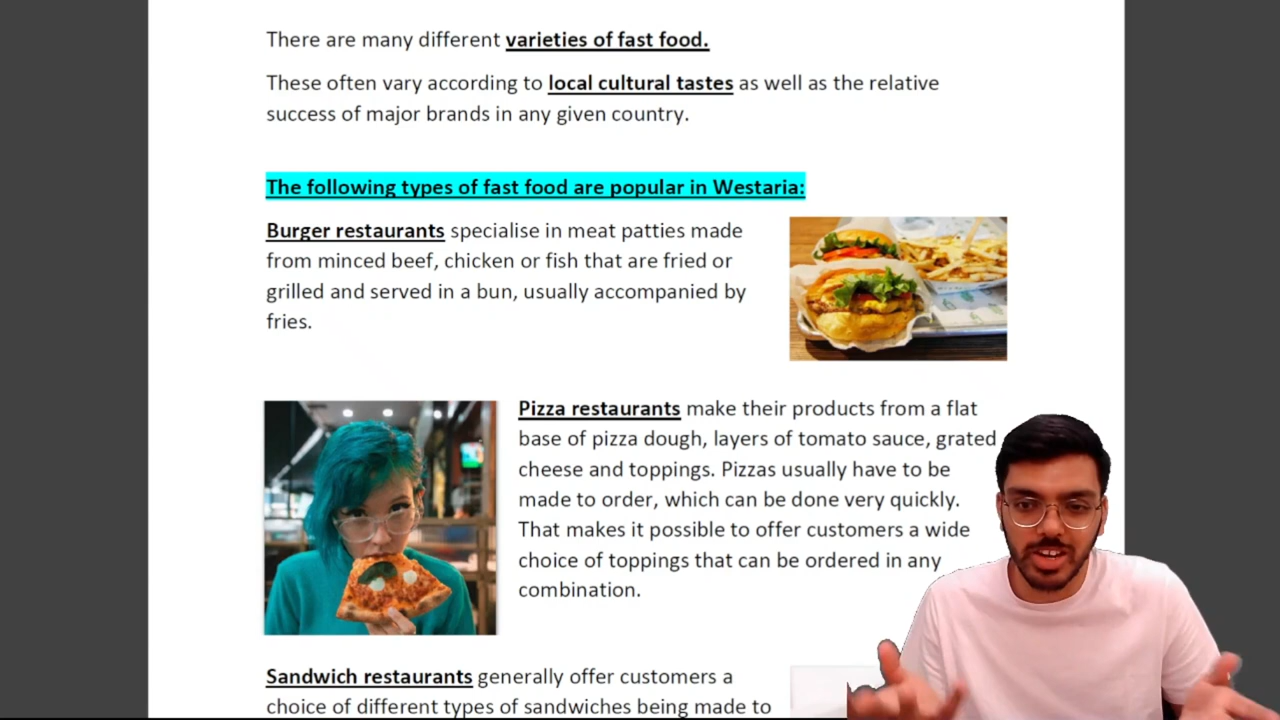 There are many different varieties of fast food.
These often vary according to local cultural tastes as well as the relative
success of major brands in any given country.
The following types of fast food are popular in Westaria:
Burger restaurants specialise in meat patties made
from minced beef, chicken or fish that are fried or
grilled and served in a bun, usually accompanied by
fries.
Pizza restaurants make their products from a flat
base of pizza dough, layers of tomato sauce, grated
cheese and toppings. Pizzas usually have to be
made to order, which can be done very quickly.
That makes it possible to offer customers a wide
choice of toppings that can be ordered in any
combination.
Sandwich restaurants generally offer customers a
choice of different types of sandwiches being made to